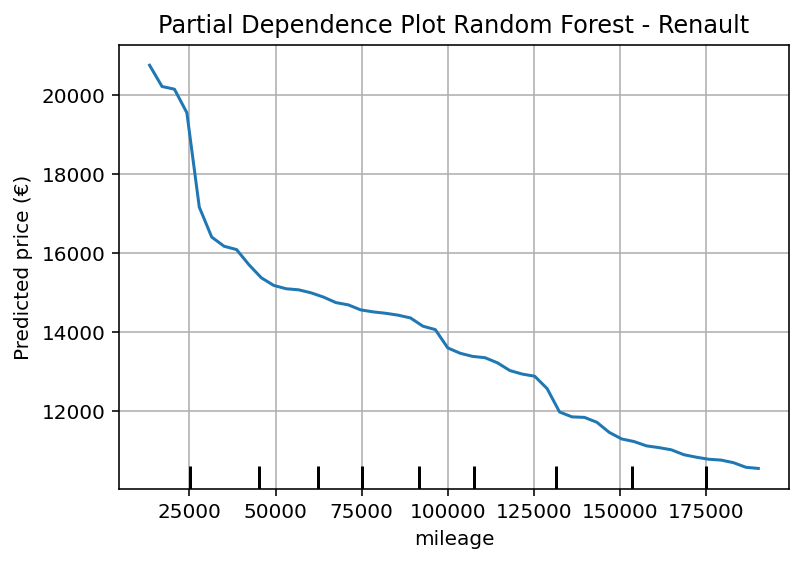 Partial Dependence Plot Random Forest - Renault
Predicted price (€)
20000
18000
16000
14000
12000
25000 50000 75000 100000 125000 150000 175000
mileage